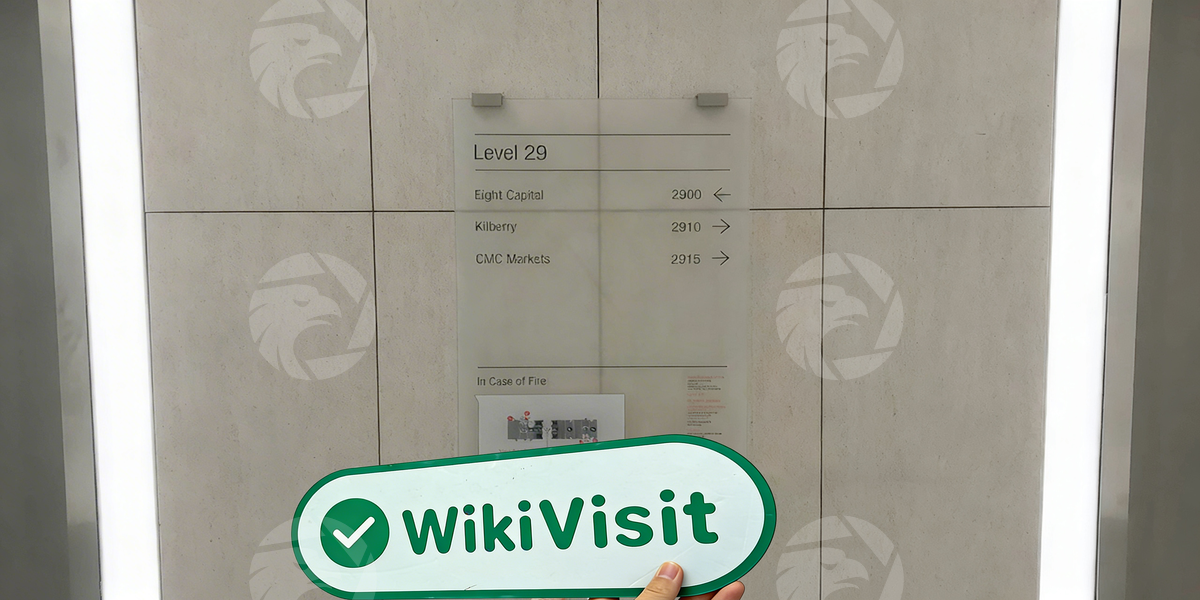 Level 29
Eight Capital 2900 ←
Kilberry 2910 →
CMC Markets 2915 →
In Case of Fire
WikiVisit